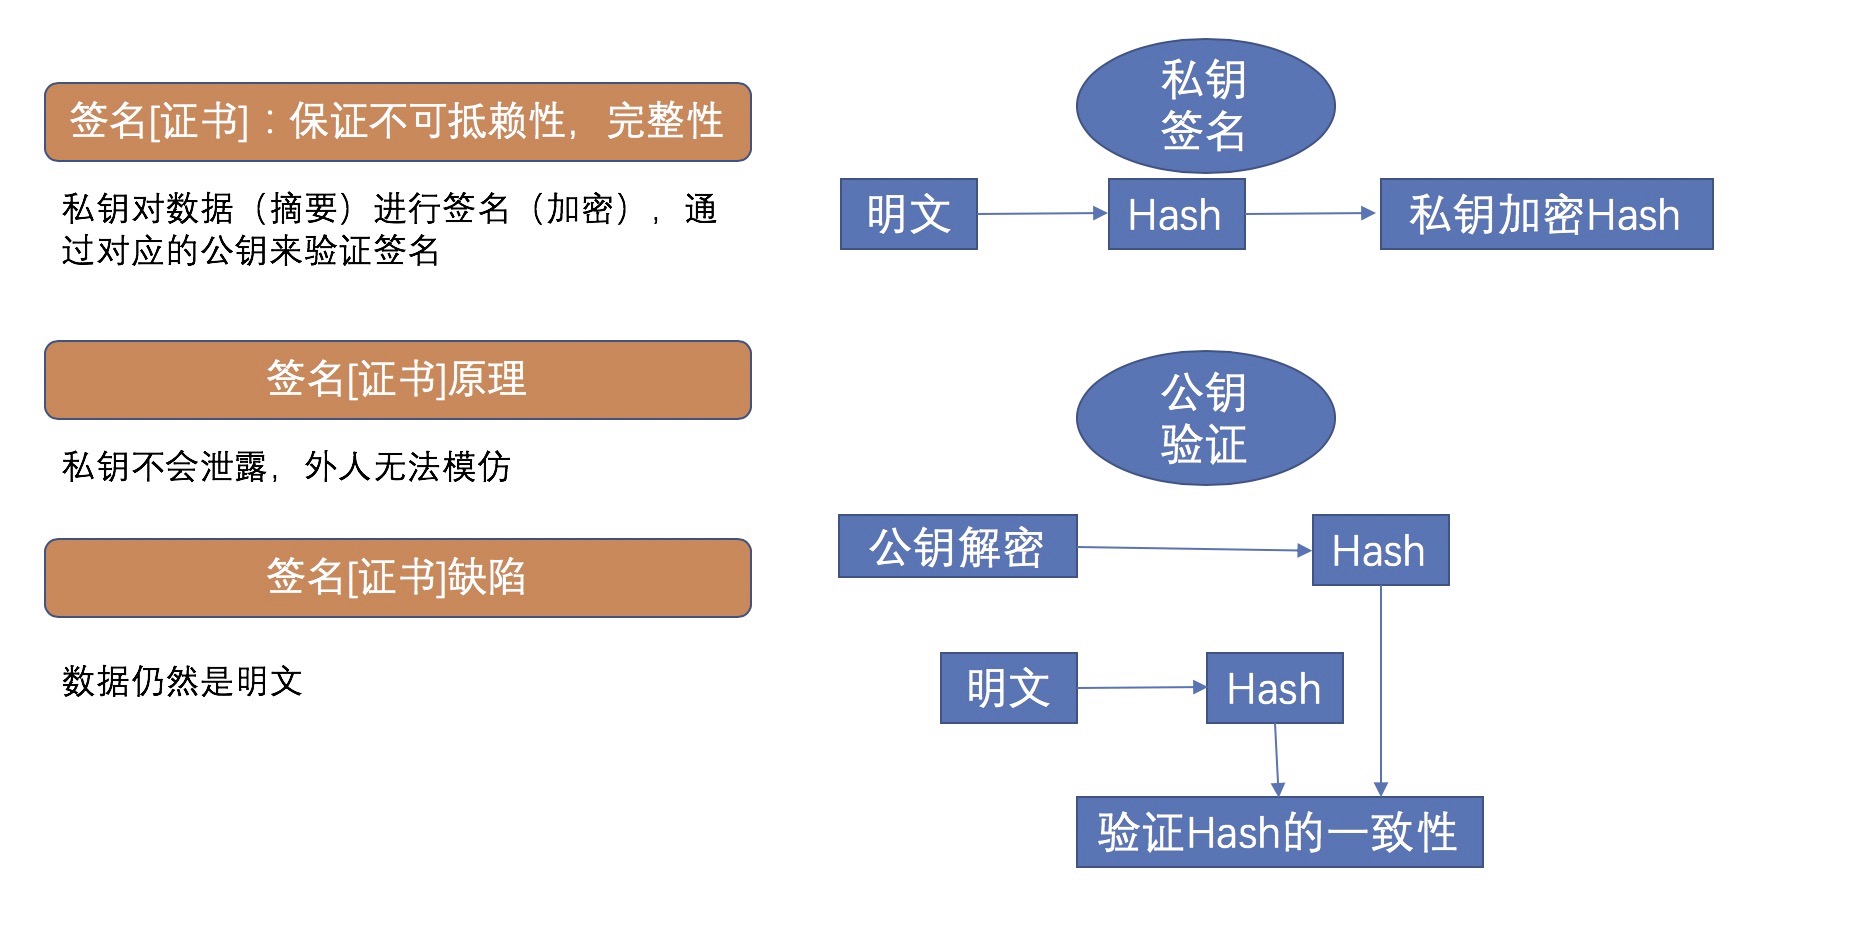 签名[证书]：保证不可抵赖性，完整性
私钥对数据（摘要）进行签名（加密），通
过对应的公钥来验证签名
签名[证书]原理
私钥不会泄露，外人无法模仿
签名[证书]缺陷
数据仍然是明文
私钥
签名
明文
Hash
私钥加密Hash
公钥
验证
公钥解密
Hash
明文
Hash
验证Hash的一致性